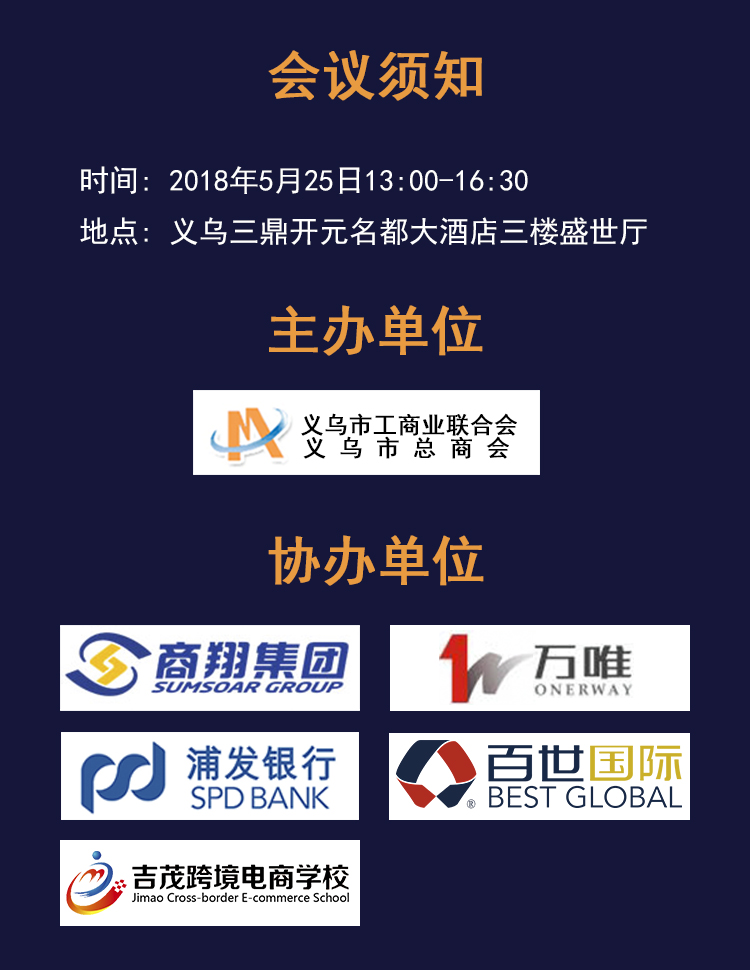 会议须知
时间: 2018年5月25日13:00-16:30
地点: 义乌三鼎开元名都大酒店三楼盛世厅
主办单位
义乌市工商业联合会
义乌市总商会
协办单位
商翔集团
SUMSOAR GROUP
万唯
ONERWAY
浦发银行
SPD BANK
百世国际
® BEST GLOBAL
吉茂跨境电商学校
Jimao Cross-border E-commerce School